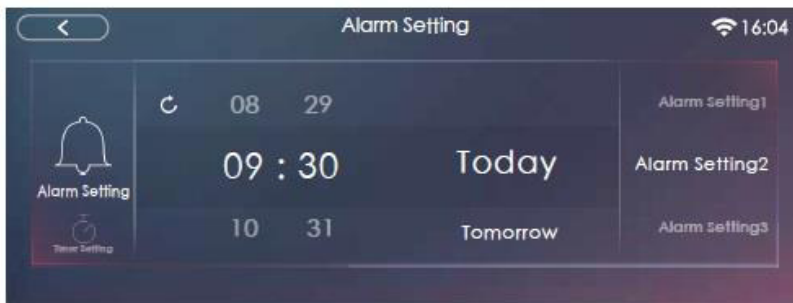 Alarm Setting
16:04
08 29
Alarm Setting1
09 : 30
Today
Alarm Setting2
Alarm Setting
10 31
Tomorrow
Alarm Setting3
Timer Setting